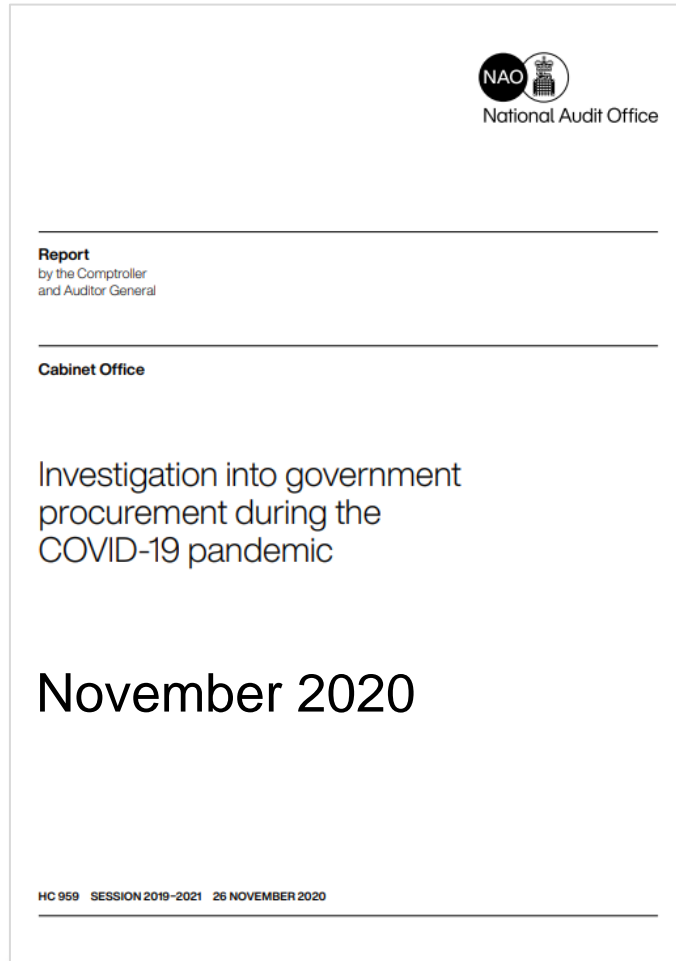 NAO
National Audit Office
Report
by the Comptroller
and Auditor General
Cabinet Office
Investigation into government
procurement during the
COVID-19 pandemic
November 2020
HC 959 SESSION 2019–2021 26 NOVEMBER 2020